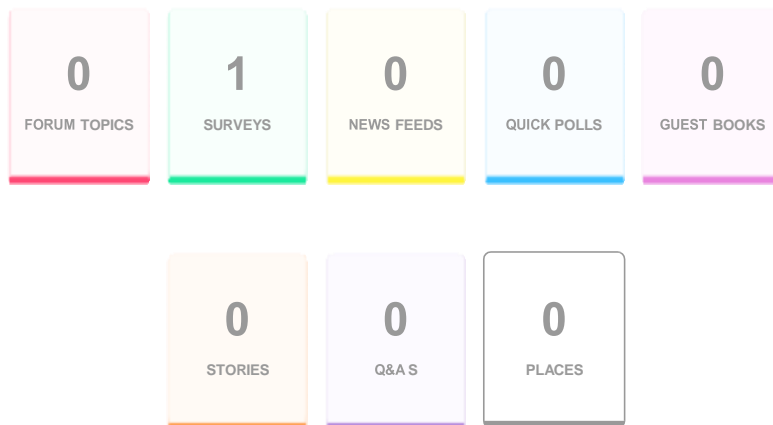 0 1 0 0 0
FORUM TOPICS SURVEYS NEWS FEEDS QUICK POLLS GUEST BOOKS
0 0 0
STORIES Q&A S PLACES